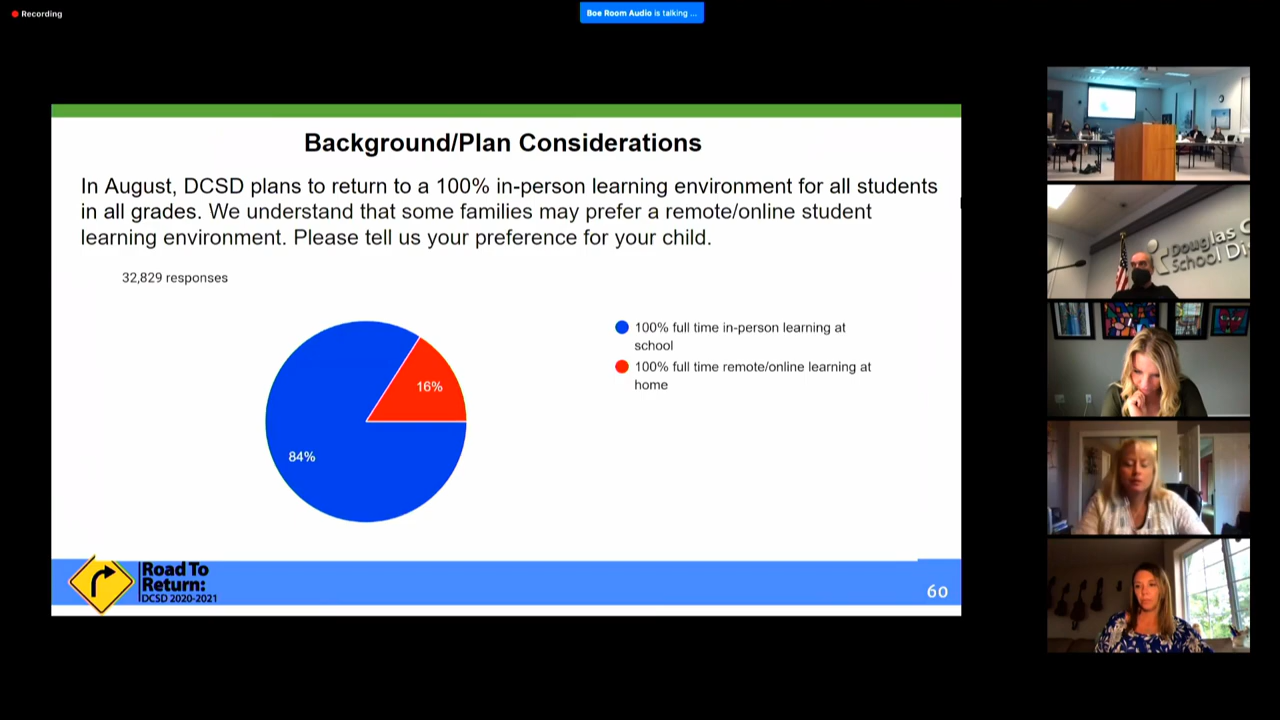 Recording
Boe Room Audio is talking ...
Background/Plan Considerations
In August, DCSD plans to return to a 100% in-person learning environment for all students
in all grades. We understand that some families may prefer a remote/online student
learning environment. Please tell us your preference for your child.
32,829 responses
100% full time in-person learning at
school
100% full time remote/online learning at
home
16%
84%
Road To
Return:
DCSD 2020-2021
60
Douglas
School